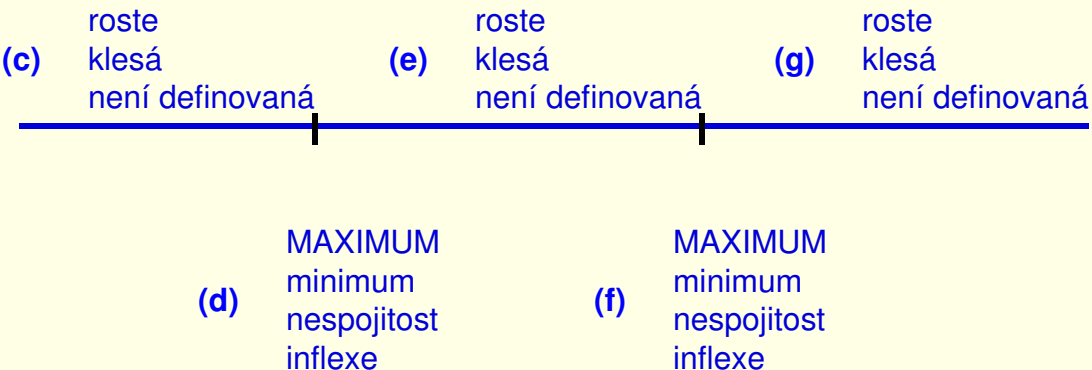 roste roste roste
(c) klesá (e) klesá (g) klesá
není definovaná není definovaná není definovaná
MAXIMUM MAXIMUM
minimum minimum
(d) (f)
nespojitost nespojitost
inflexe inflexe